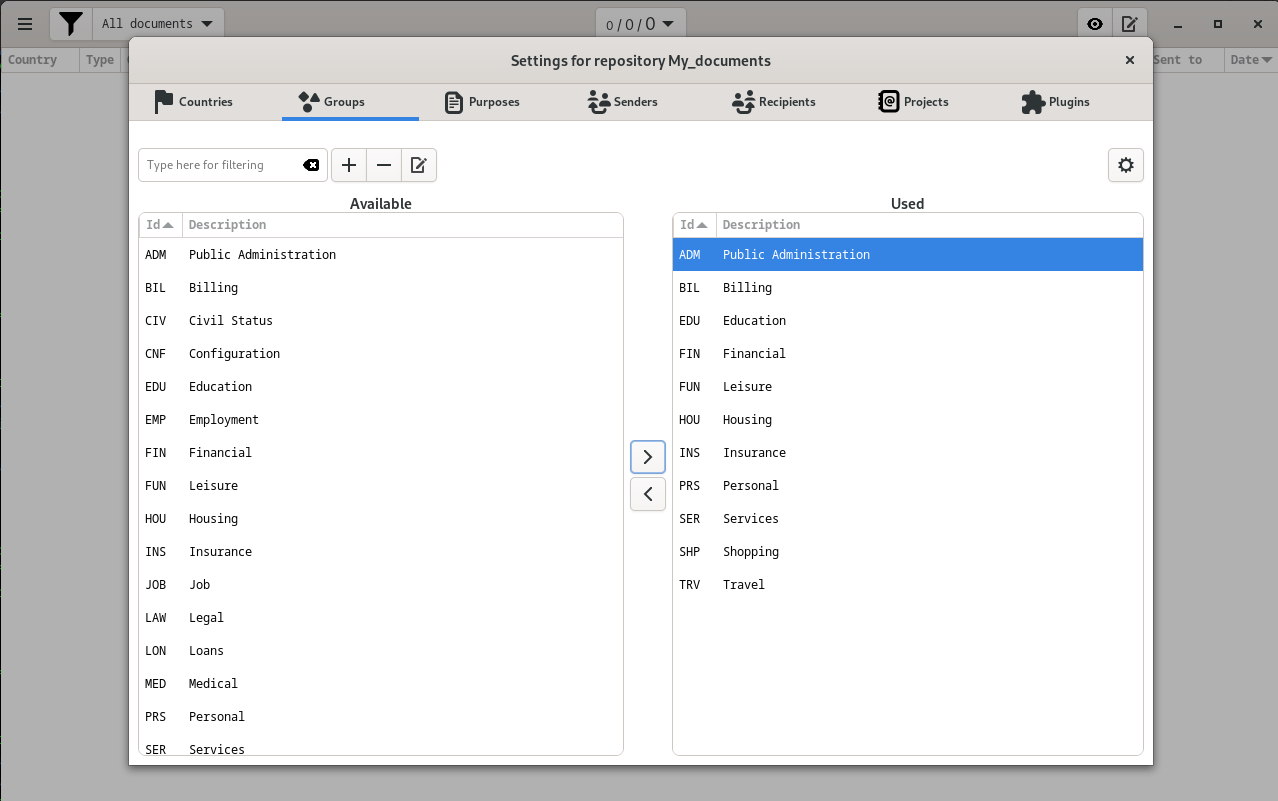 All documents
0 / 0 / 0
Country Type Sent to Date
Settings for repository My_documents
Countries Groups Purposes Senders Recipients Projects Plugins
Type here for filtering
Available
Id Description
ADM Public Administration
BIL Billing
CIV Civil Status
CNF Configuration
EDU Education
EMP Employment
FIN Financial
FUN Leisure
HOU Housing
INS Insurance
JOB Job
LAW Legal
LON Loans
MED Medical
PRS Personal
SER Services
Used
Id Description
ADM Public Administration
BIL Billing
EDU Education
FIN Financial
FUN Leisure
HOU Housing
INS Insurance
PRS Personal
SER Services
SHP Shopping
TRV Travel